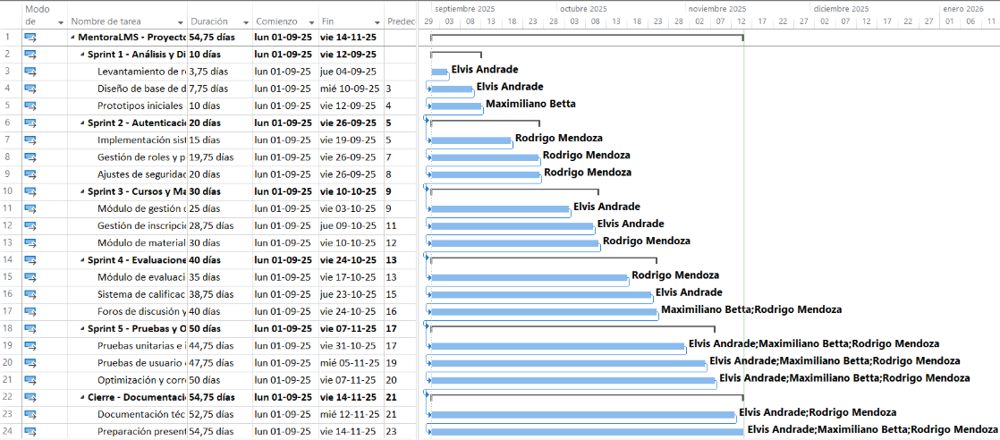 Modo de Nombre de tarea Duración Comienzo Fin Predec
septiembre 2025 octubre 2025 noviembre 2025 diciembre 2025 enero 2026
29 03 08 13 18 23 28 03 08 13 18 23 28 02 07 12 17 22 27 02 07 12 17 22 27 01 06 11
1 MentoraLMS - Proyecto 54,75 días lun 01-09-25 vie 14-11-25
2 Sprint 1 - Análisis y Di 10 días lun 01-09-25 vie 12-09-25
3 Levantamiento de r 3,75 días lun 01-09-25 jue 04-09-25 Elvis Andrade
4 Diseño de base de d 7,75 días lun 01-09-25 mié 10-09-25 3 Elvis Andrade
5 Prototipos iniciales 10 días lun 01-09-25 vie 12-09-25 4 Maximiliano Betta
6 Sprint 2 - Autenticaci 20 días lun 01-09-25 vie 26-09-25 5
7 Implementación sist 15 días lun 01-09-25 vie 19-09-25 5 Rodrigo Mendoza
8 Gestión de roles y p 19,75 días lun 01-09-25 vie 26-09-25 7 Rodrigo Mendoza
9 Ajustes de seguridad 20 días lun 01-09-25 vie 26-09-25 8 Rodrigo Mendoza
10 Sprint 3 - Cursos y Ma 30 días lun 01-09-25 vie 10-10-25 9
11 Módulo de gestión c 25 días lun 01-09-25 vie 03-10-25 9 Elvis Andrade
12 Gestión de inscripci 28,75 días lun 01-09-25 jue 09-10-25 11 Elvis Andrade
13 Módulo de material 30 días lun 01-09-25 vie 10-10-25 12 Rodrigo Mendoza
14 Sprint 4 - Evaluacione 40 días lun 01-09-25 vie 24-10-25 13
15 Módulo de evaluaci 35 días lun 01-09-25 vie 17-10-25 13 Rodrigo Mendoza
16 Sistema de calificac 38,75 días lun 01-09-25 jue 23-10-25 15 Elvis Andrade
17 Foros de discusión y 40 días lun 01-09-25 vie 24-10-25 16 Maximiliano Betta;Rodrigo Mendoza
18 Sprint 5 - Pruebas y O 50 días lun 01-09-25 vie 07-11-25 17
19 Pruebas unitarias e i 44,75 días lun 01-09-25 vie 31-10-25 17 Elvis Andrade;Maximiliano Betta;Rodrigo Mendoza
20 Pruebas de usuario 47,75 días lun 01-09-25 mié 05-11-25 19 Elvis Andrade;Maximiliano Betta;Rodrigo Mendoza
21 Optimización y corr 50 días lun 01-09-25 vie 07-11-25 20 Elvis Andrade;Maximiliano Betta;Rodrigo Mendoza
22 Cierre - Documentaci 54,75 días lun 01-09-25 vie 14-11-25 21
23 Documentación téc 52,75 días lun 01-09-25 mié 12-11-25 21 Elvis Andrade;Rodrigo Mendoza
24 Preparación present 54,75 días lun 01-09-25 vie 14-11-25 23 Elvis Andrade;Maximiliano Betta;Rodrigo Mendoza